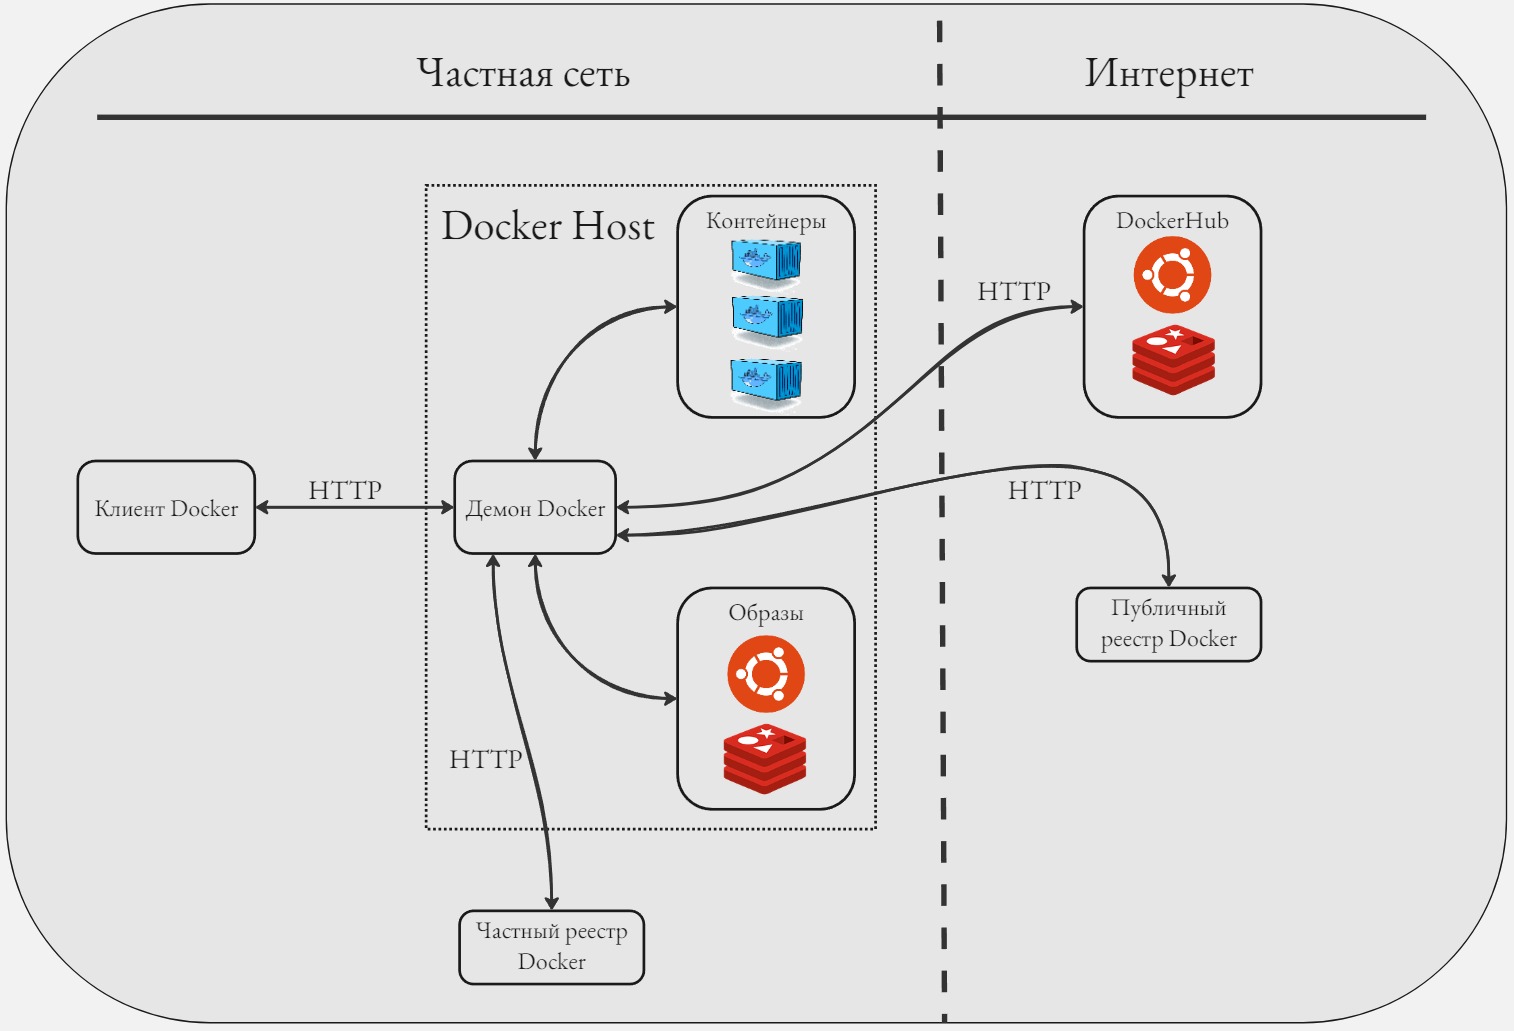 Частная сеть
Интернет
Docker Host
Контейнеры
DockerHub
HTTP
Клиент Docker
HTTP
Демон Docker
HTTP
Образы
Публичный
реестр Docker
HTTP
Частный реестр
Docker